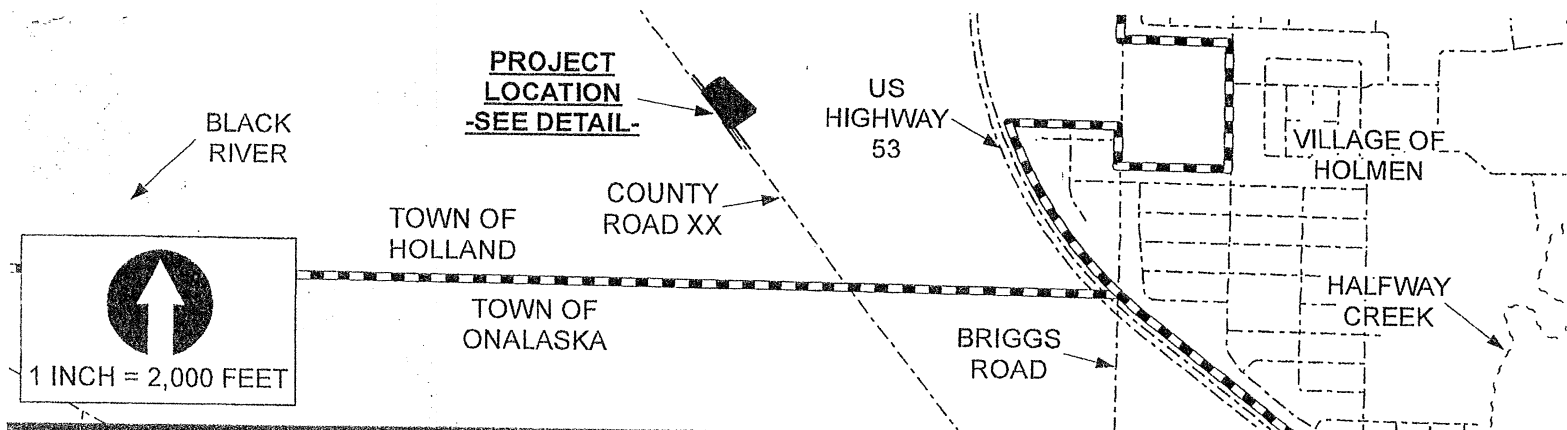 PROJECT
LOCATION
-SEE DETAIL-
BLACK
RIVER
US
HIGHWAY
53
VILLAGE OF
HOLMEN
COUNTY
ROAD XX
TOWN OF
HOLLAND
TOWN OF
ONALASKA
BRIGGS
ROAD
HALFWAY
CREEK
1 INCH = 2,000 FEET